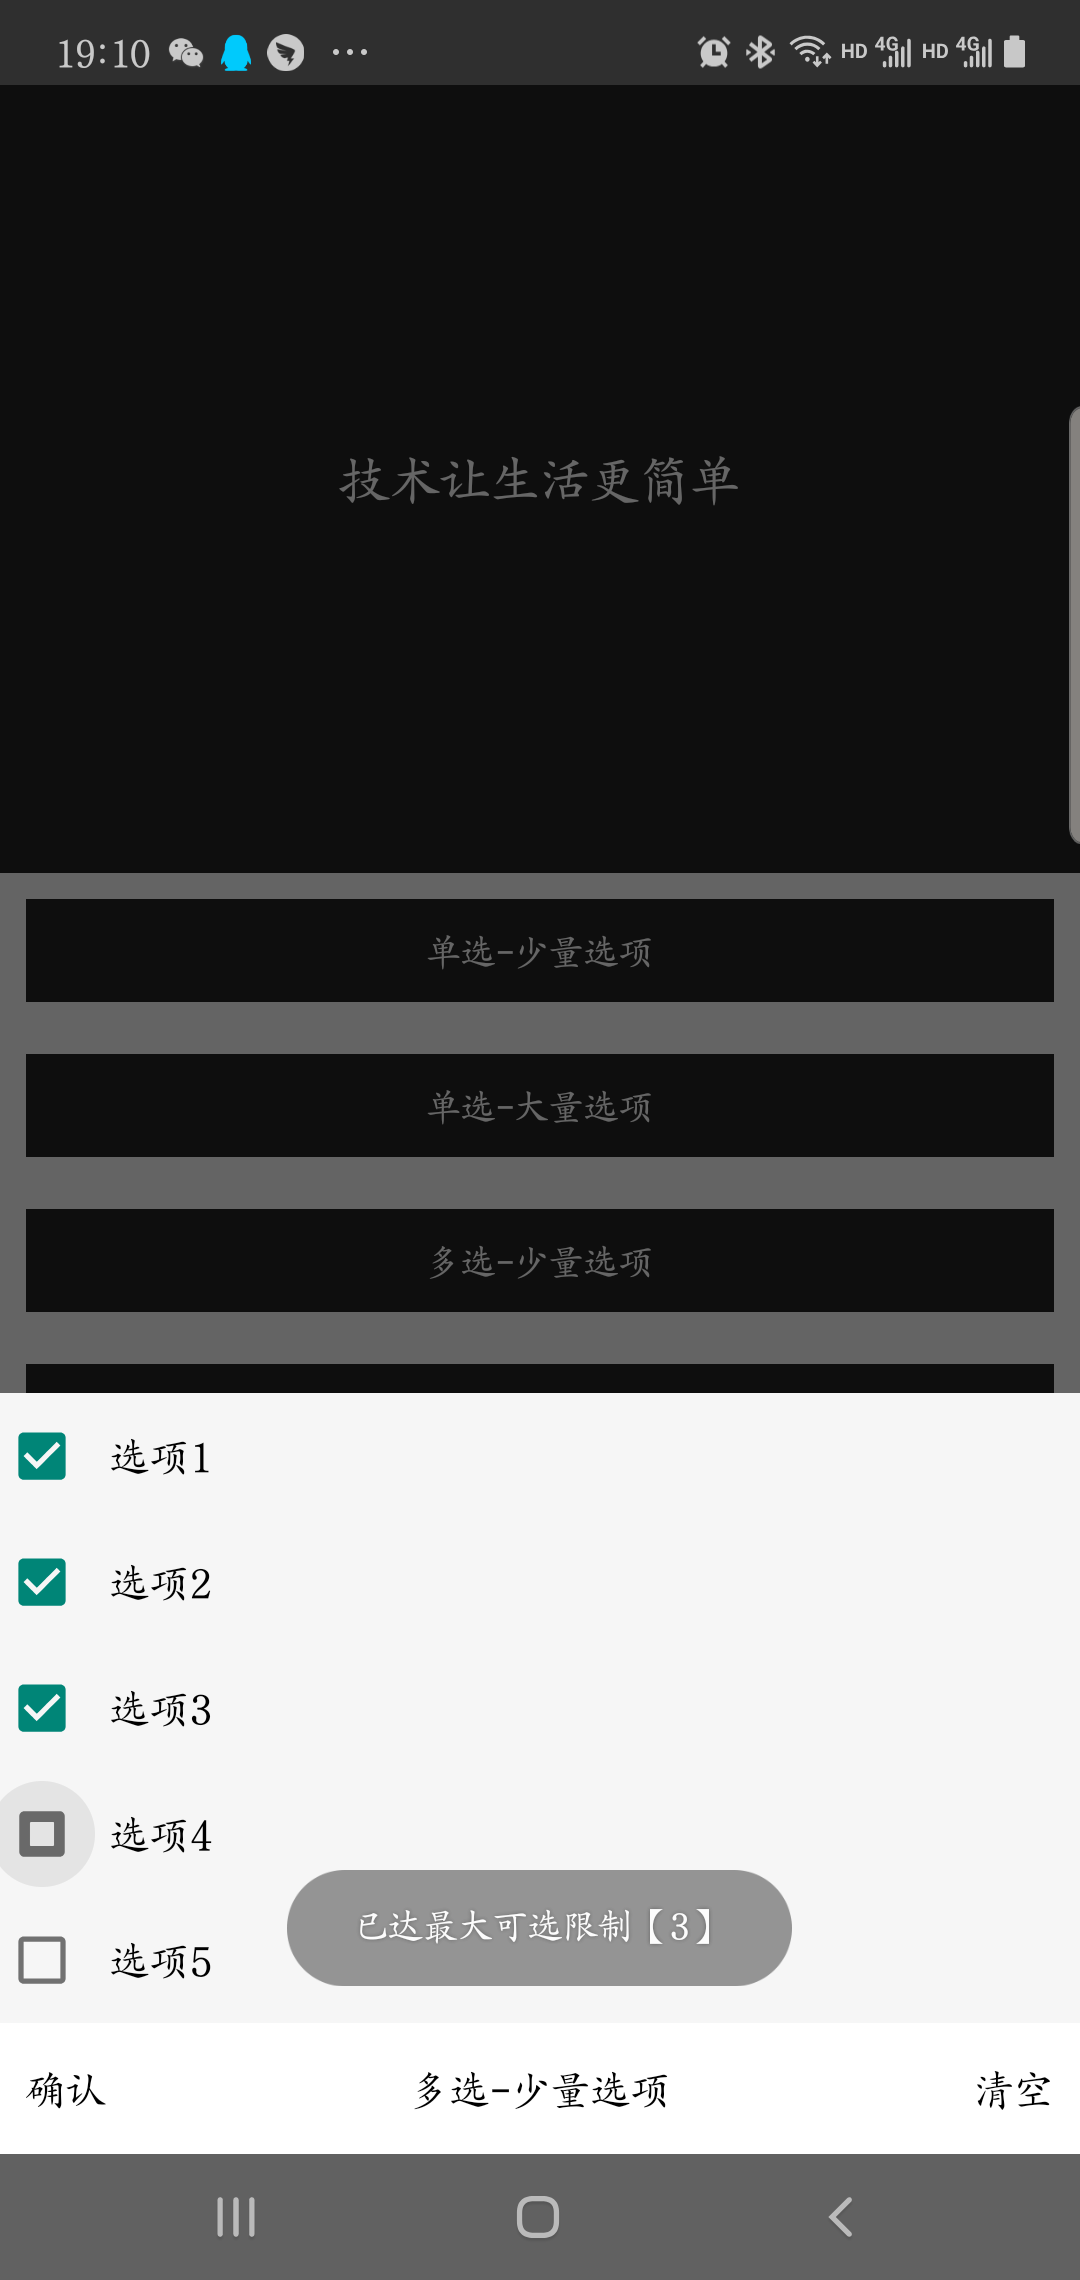 19:10 ··· HD 4G HD 4G
技术让生活更简单
单选-少量选项
单选-大量选项
多选-少量选项
选项1
选项2
选项3
选项4
已达最大可选限制【3】
选项5
确认 多选-少量选项 清空